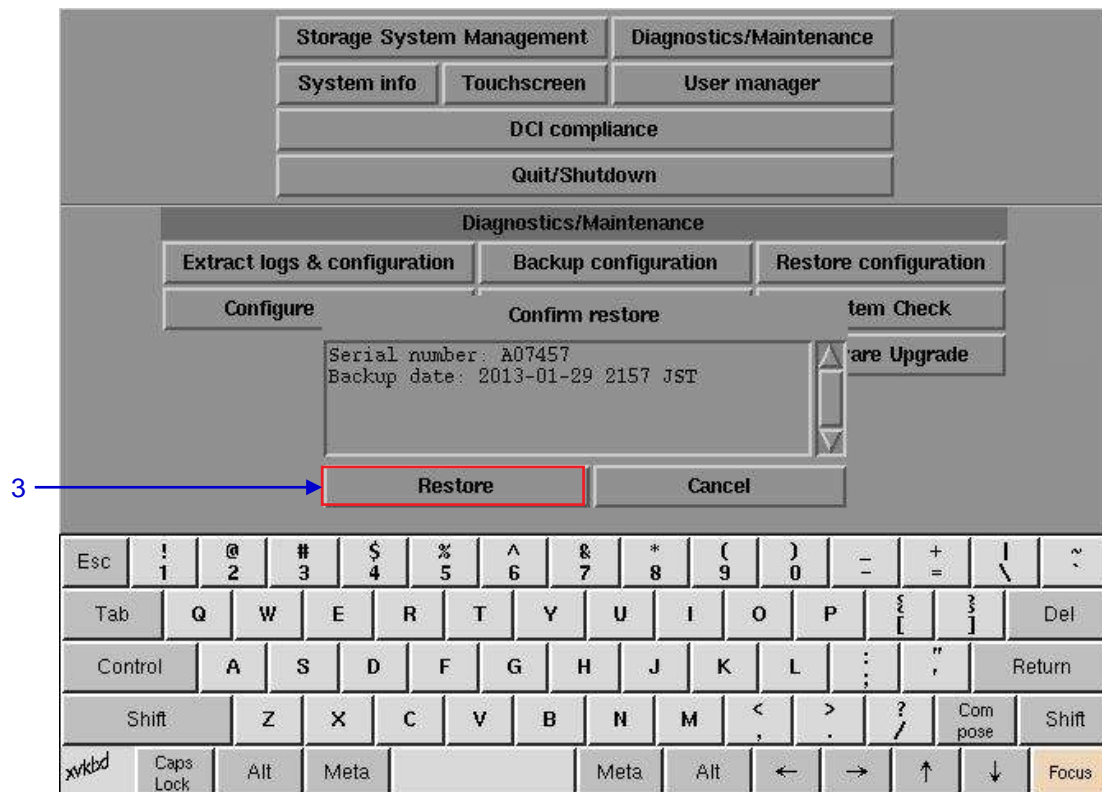 Storage System Management Diagnostics/Maintenance
System info Touchscreen User manager
DCI compliance
Quit/Shutdown
Diagnostics/Maintenance
Extract logs & configuration Backup configuration Restore configuration
Configure tem Check
Confirm restore
are Upgrade
Serial number: A07457
Backup date: 2013-01-29 2157 JST
3
Restore Cancel
Esc ! 1 @ 2 # 3 $ 4 % 5 ^ 6 & 7 * 8 ( 9 ) 0 _ - + = | \ ~ `
Tab Q W E R T Y U I O P { [ } ] Del
Control A S D F G H J K L : ; " ' Return
Shift Z X C V B N M < , > . ? / Com pose Shift
xvkbd Caps Lock Alt Meta Meta Alt ← → ↑ ↓ Focus